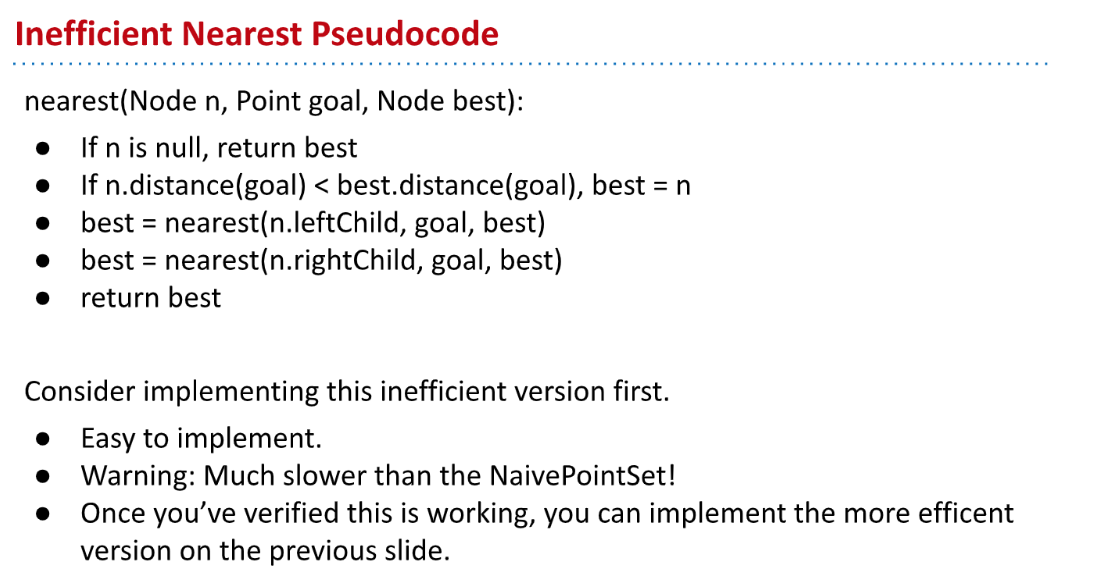 Inefficient Nearest Pseudocode
nearest(Node n, Point goal, Node best):
● If n is null, return best
● If n.distance(goal) < best.distance(goal), best = n
● best = nearest(n.leftChild, goal, best)
● best = nearest(n.rightChild, goal, best)
● return best
Consider implementing this inefficient version first.
● Easy to implement.
● Warning: Much slower than the NaivePointSet!
● Once you’ve verified this is working, you can implement the more efficent
version on the previous slide.